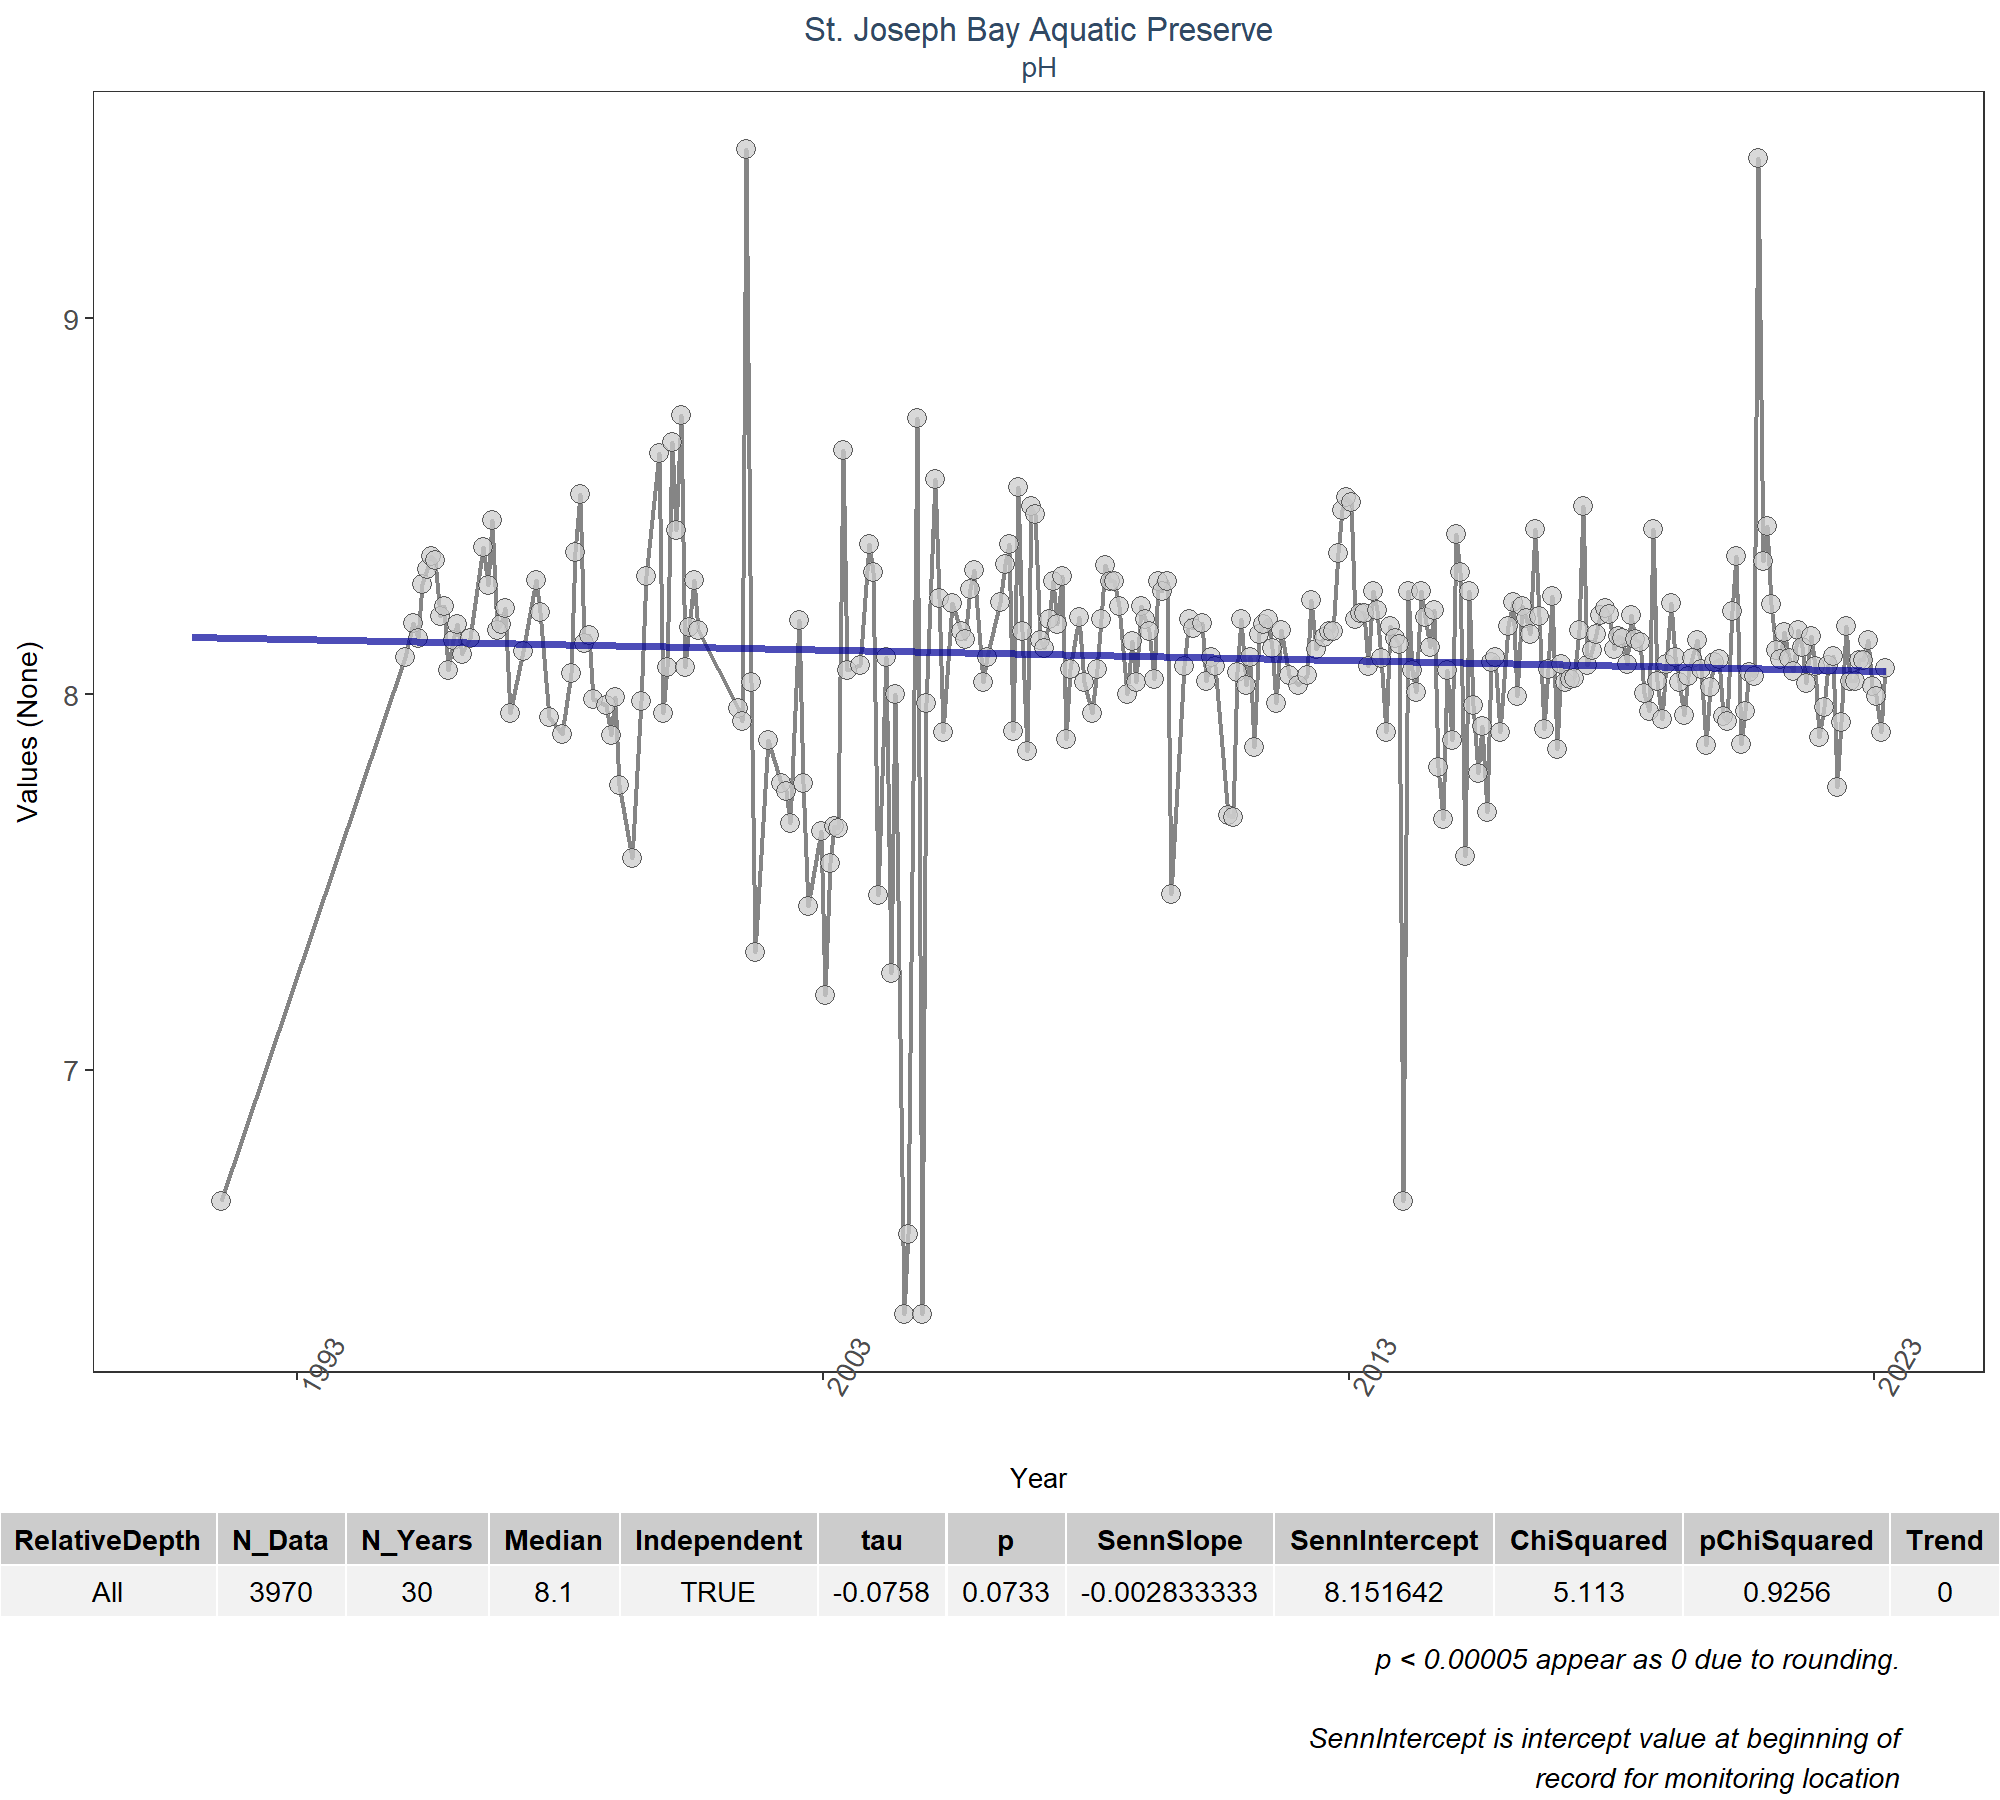 St. Joseph Bay Aquatic Preserve
pH
Values (None)
9
8
7
1993
2003
2013
2023
Year
RelativeDepth N_Data N_Years Median Independent tau p SennSlope SennIntercept ChiSquared pChiSquared Trend
All 3970 30 8.1 TRUE -0.0758 0.0733 -0.002833333 8.151642 5.113 0.9256 0
p < 0.00005 appear as 0 due to rounding.
SennIntercept is intercept value at beginning of
record for monitoring location